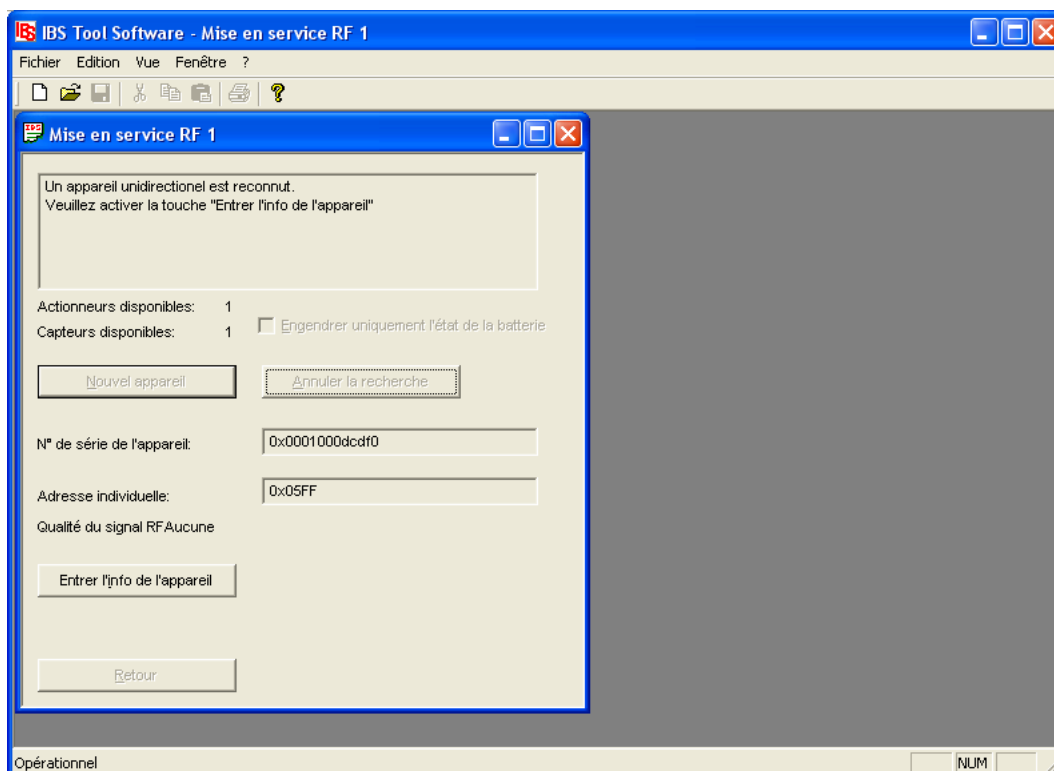 IBS Tool Software - Mise en service RF 1
Fichier Edition Vue Fenêtre ?
Mise en service RF 1
Un appareil unidirectionel est reconnut.
Veuillez activer la touche "Entrer l'info de l'appareil"
Actionneurs disponibles: 1
Engendrer uniquement l'état de la batterie
Capteurs disponibles: 1
Nouvel appareil Annuler la recherche
N° de série de l'appareil: 0x0001000dcdf0
Adresse individuelle: 0x05FF
Qualité du signal RFAucune
Entrer l'info de l'appareil
Retour
Opérationnel NUM